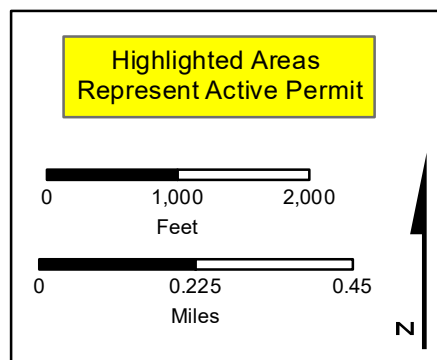 Highlighted Areas
Represent Active Permit
0 1,000 2,000
Feet
0 0.225 0.45
Miles
N